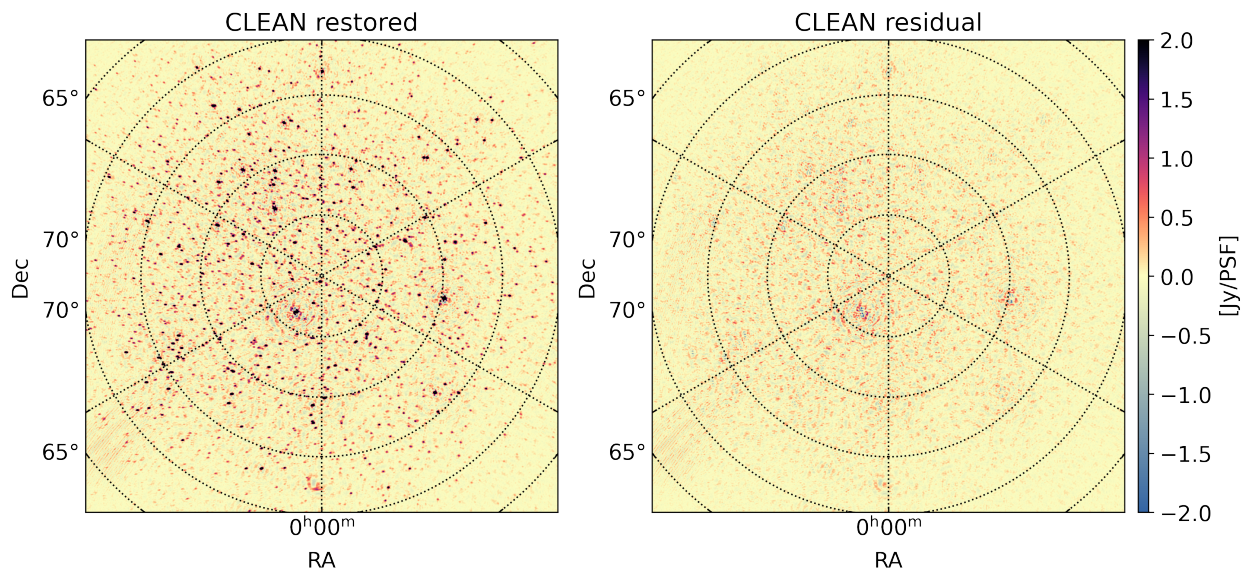 CLEAN restored
CLEAN residual
65°
70°
70°
65°
Dec
0ʰ00ᵐ
RA
65°
70°
70°
65°
Dec
0ʰ00ᵐ
RA
2.0
1.5
1.0
0.5
0.0
−0.5
−1.0
−1.5
−2.0
[Jy/PSF]